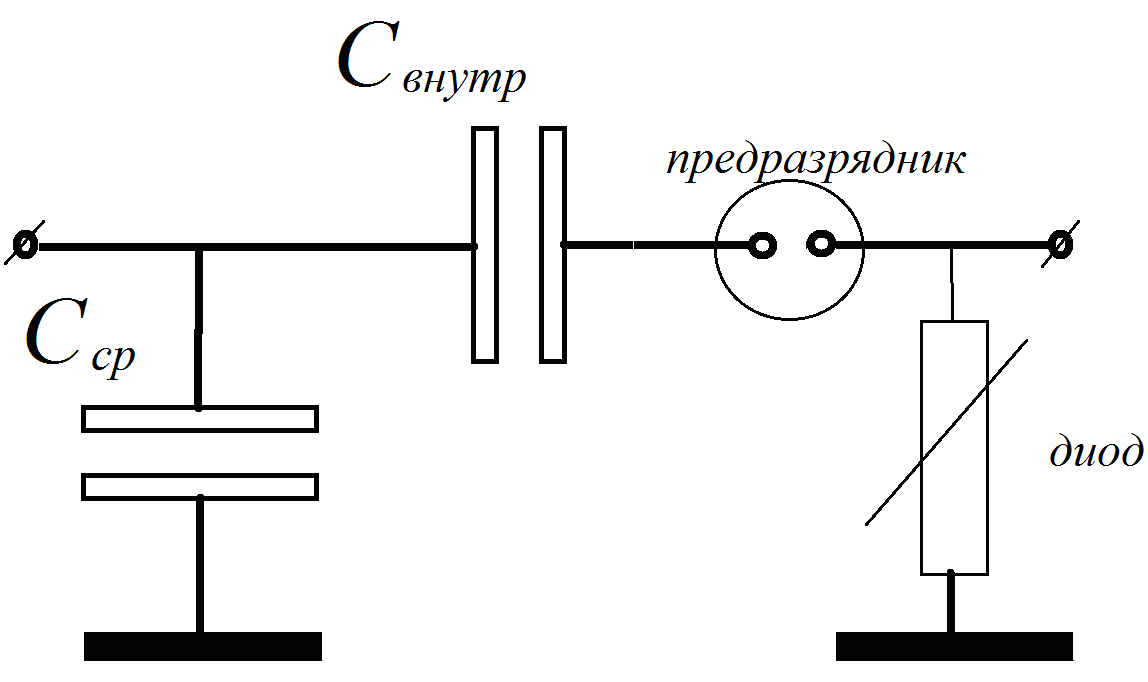 C внутр
предразрядник
C ср
диод